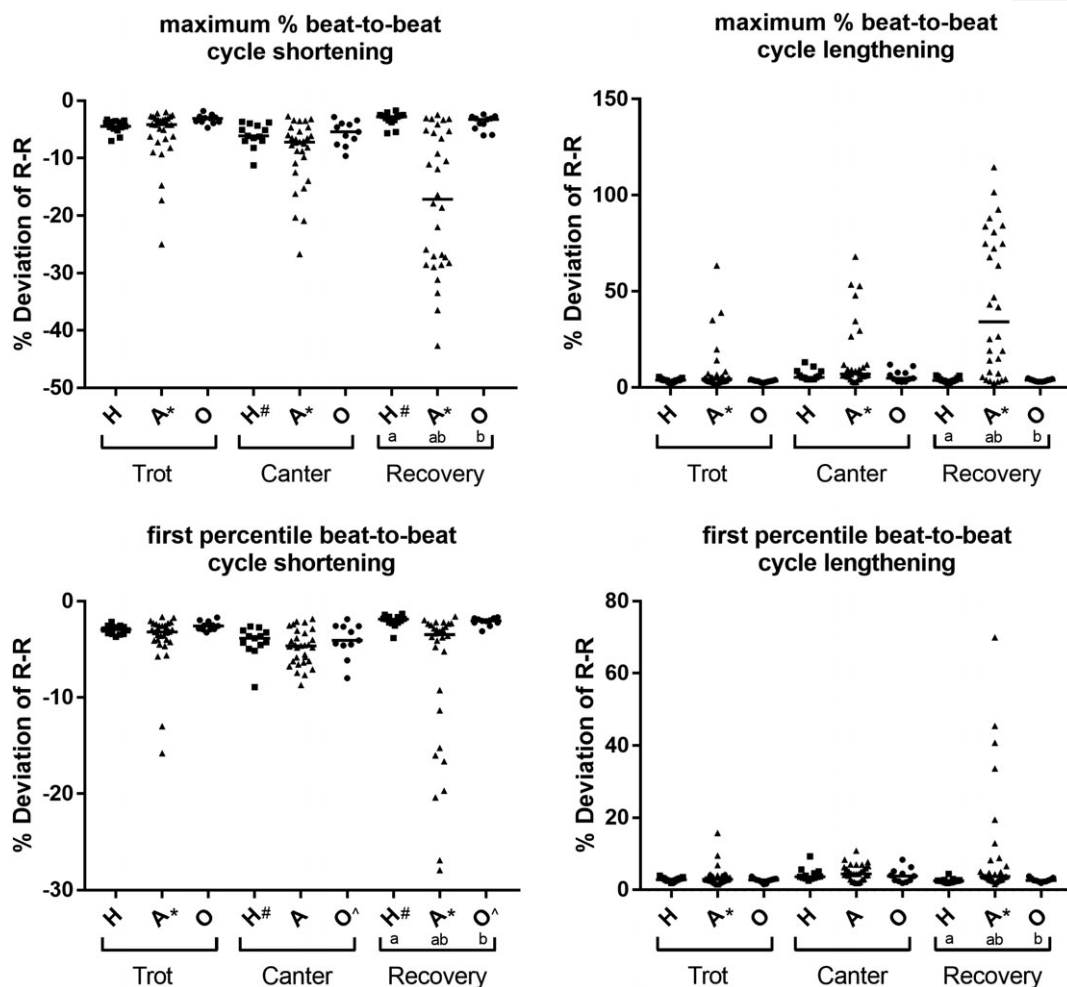 maximum % beat-to-beat
cycle shortening
% Deviation of R-R
0
-10
-20
-30
-40
-50
H A* O H# A* O H# A* O
a ab b
Trot Canter Recovery
maximum % beat-to-beat
cycle lengthening
% Deviation of R-R
150
100
50
0
H A* O H A* O H A* O
a ab b
Trot Canter Recovery
first percentile beat-to-beat
cycle shortening
% Deviation of R-R
0
-10
-20
-30
H A* O H# A O^ H# A* O^
a ab b
Trot Canter Recovery
first percentile beat-to-beat
cycle lengthening
% Deviation of R-R
80
60
40
20
0
H A* O H A O H A* O
a ab b
Trot Canter Recovery